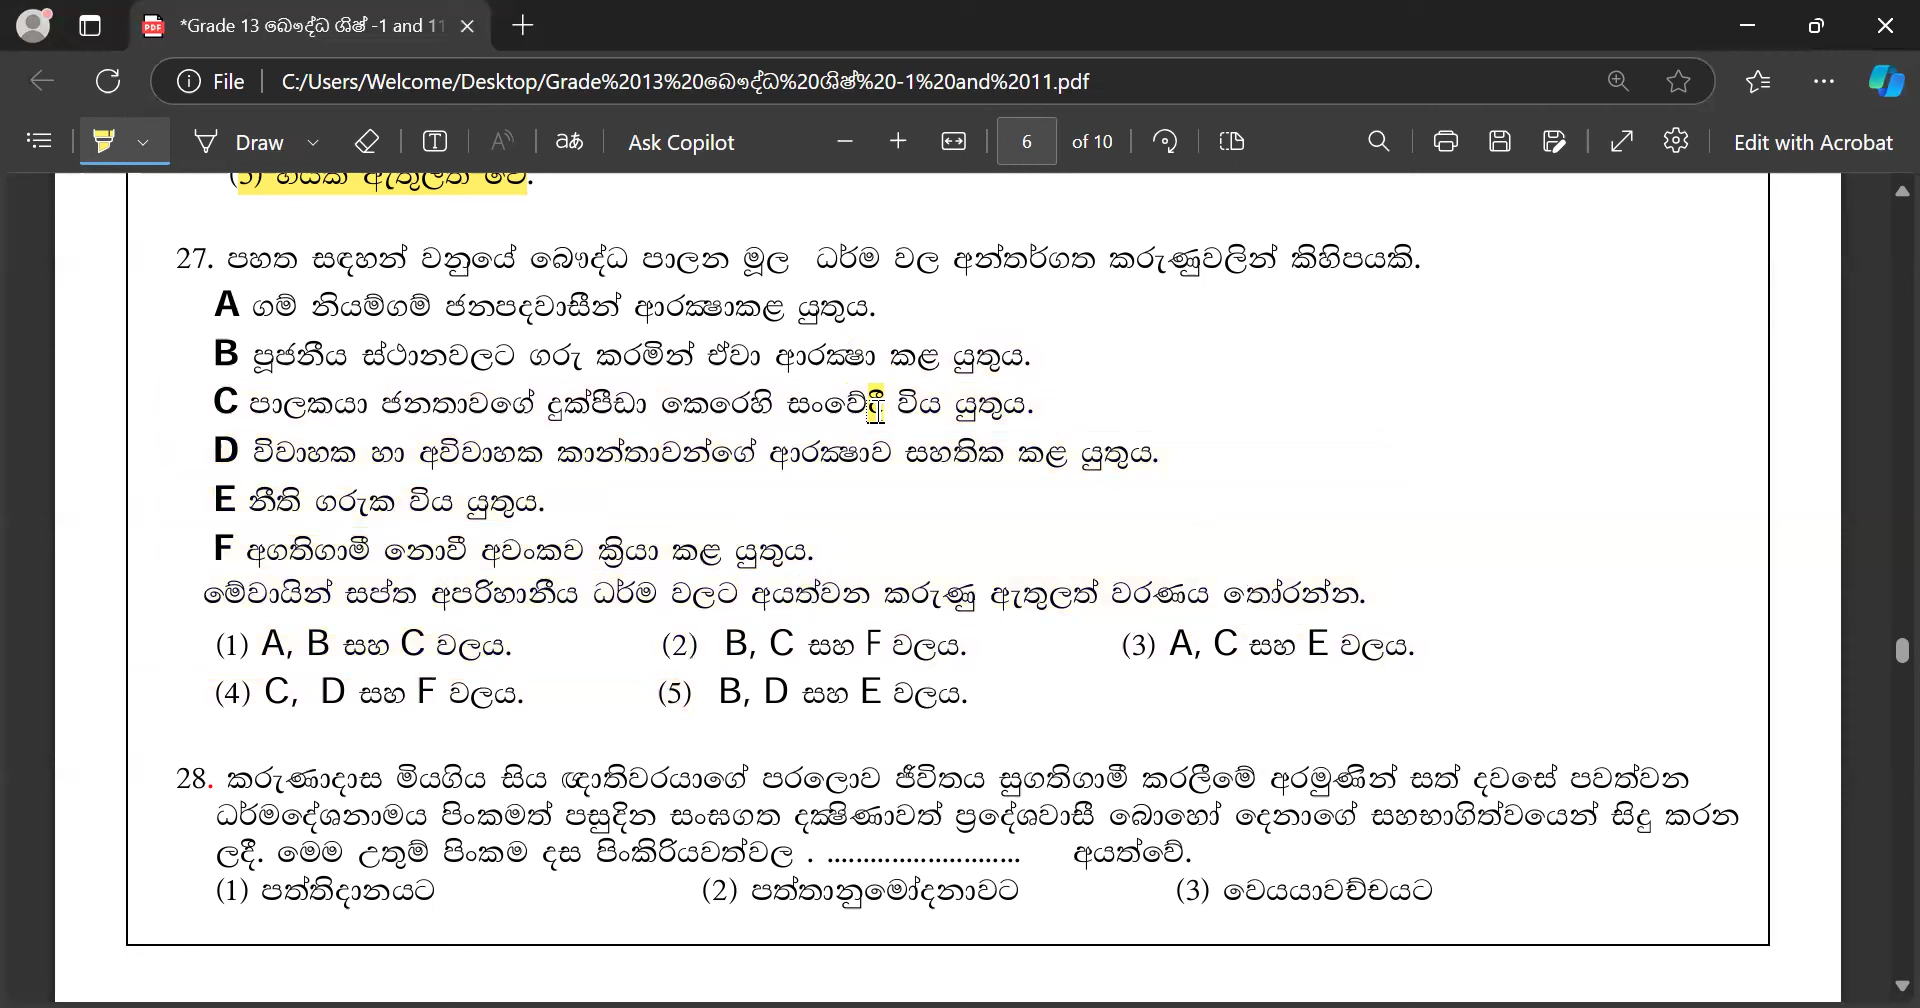 *Grade 13 බෞද්ධ ශිෂ් -1 and 11
File C:/Users/Welcome/Desktop/Grade%2013%20බෞද්ධ%20ශිෂ්%20-1%20and%2011.pdf
Draw aあ Ask Copilot 6 of 10 Edit with Acrobat
(5) හයක් ඇතුලත් වේ.
27. පහත සඳහන් වනුයේ බෞද්ධ පාලන මූල ධර්ම වල අන්තර්ගත කරුණුවලින් කිහිපයකි.
A ගම් නියම්ගම් ජනපදවාසීන් ආරක්‍ෂාකළ යුතුය.
B පූජනීය ස්ථානවලට ගරු කරමින් ඒවා ආරක්‍ෂා කළ යුතුය.
C පාලකයා ජනතාවගේ දුක්පීඩා කෙරෙහි සංවේදී විය යුතුය.
D විවාහක හා අවිවාහක කාන්තාවන්ගේ ආරක්‍ෂාව සහතික කළ යුතුය.
E නීති ගරුක විය යුතුය.
F අගතිගාමී නොවී අවංකව ක්‍රියා කළ යුතුය.
මේවායින් සප්ත අපරිහානීය ධර්ම වලට අයත්වන කරුණු ඇතුලත් වරණය තෝරන්න.
(1) A, B සහ C වලය. (2) B, C සහ F වලය. (3) A, C සහ E වලය.
(4) C, D සහ F වලය. (5) B, D සහ E වලය.
28. කරුණාදාස මියගිය සිය ඥාතිවරයාගේ පරලොව ජීවිතය සුගතිගාමී කරලීමේ අරමුණින් සත් දවසේ පවත්වන
ධර්මදේශනාමය පිංකමත් පසුදින සංඝගත දක්‍ෂිණාවත් ප්‍රදේශවාසී බොහෝ දෙනාගේ සහභාගිත්වයෙන් සිදු කරන
ලදී. මෙම උතුම් පිංකම දස පිංකිරියවත්වල . ............................ අයත්වේ.
(1) පත්තිදානයට (2) පත්තානුමෝදනාවට (3) වෙයයාවච්චයට